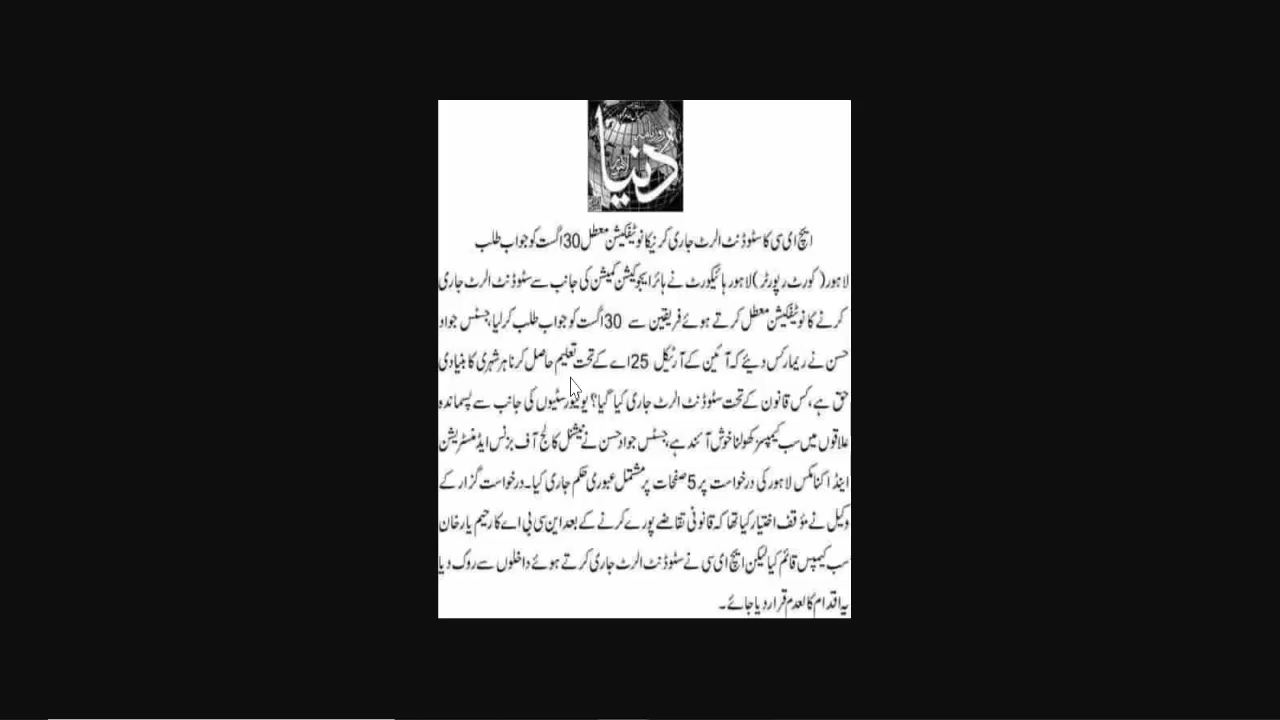 روزنامہ
دُنیا
لاہور
ایچ ای سی کا سٹوڈنٹ الرٹ جاری کرنیکا نوٹیفکیشن معطل 30 اگست کو جواب طلب
لاہور( کورٹ رپورٹر )لاہور ہائیکورٹ نے ہائر ایجوکیشن کمیشن کی جانب سے سٹوڈنٹ الرٹ جاری
کرنے کا نوٹیفکیشن معطل کرتے ہوئے فریقین سے 30 اگست کو جواب طلب کرلیا،جسٹس جواد
حسن نے ریمارکس دیئے کہ آئین کے آرٹیکل 25 اے کے تحت تعلیم حاصل کرنا ہر شہری کا بنیادی
حق ہے،کس قانون کے تحت سٹوڈنٹ الرٹ جاری کیا گیا؟ یونیورسٹیوں کی جانب سے پسماندہ
علاقوں میں سب کیمپسز کھولنا خوش آئند ہے،جسٹس جواد حسن نے نیشنل کالج آف بزنس ایڈمنسٹریشن
اینڈ اکنامکس لاہور کی درخواست پر 5 صفحات پر مشتمل عبوری حکم جاری کیا۔درخواست گزار کے
وکیل نے مؤقف اختیار کیا تھا کہ قانونی تقاضے پورے کرنے کے بعد این سی بی اے کا رحیم یار خان
سب کیمپس قائم کیا لیکن ایچ ای سی نے سٹوڈنٹ الرٹ جاری کرتے ہوئے داخلوں سے روک دیا
یہ اقدام کالعدم قرار دیا جائے ۔